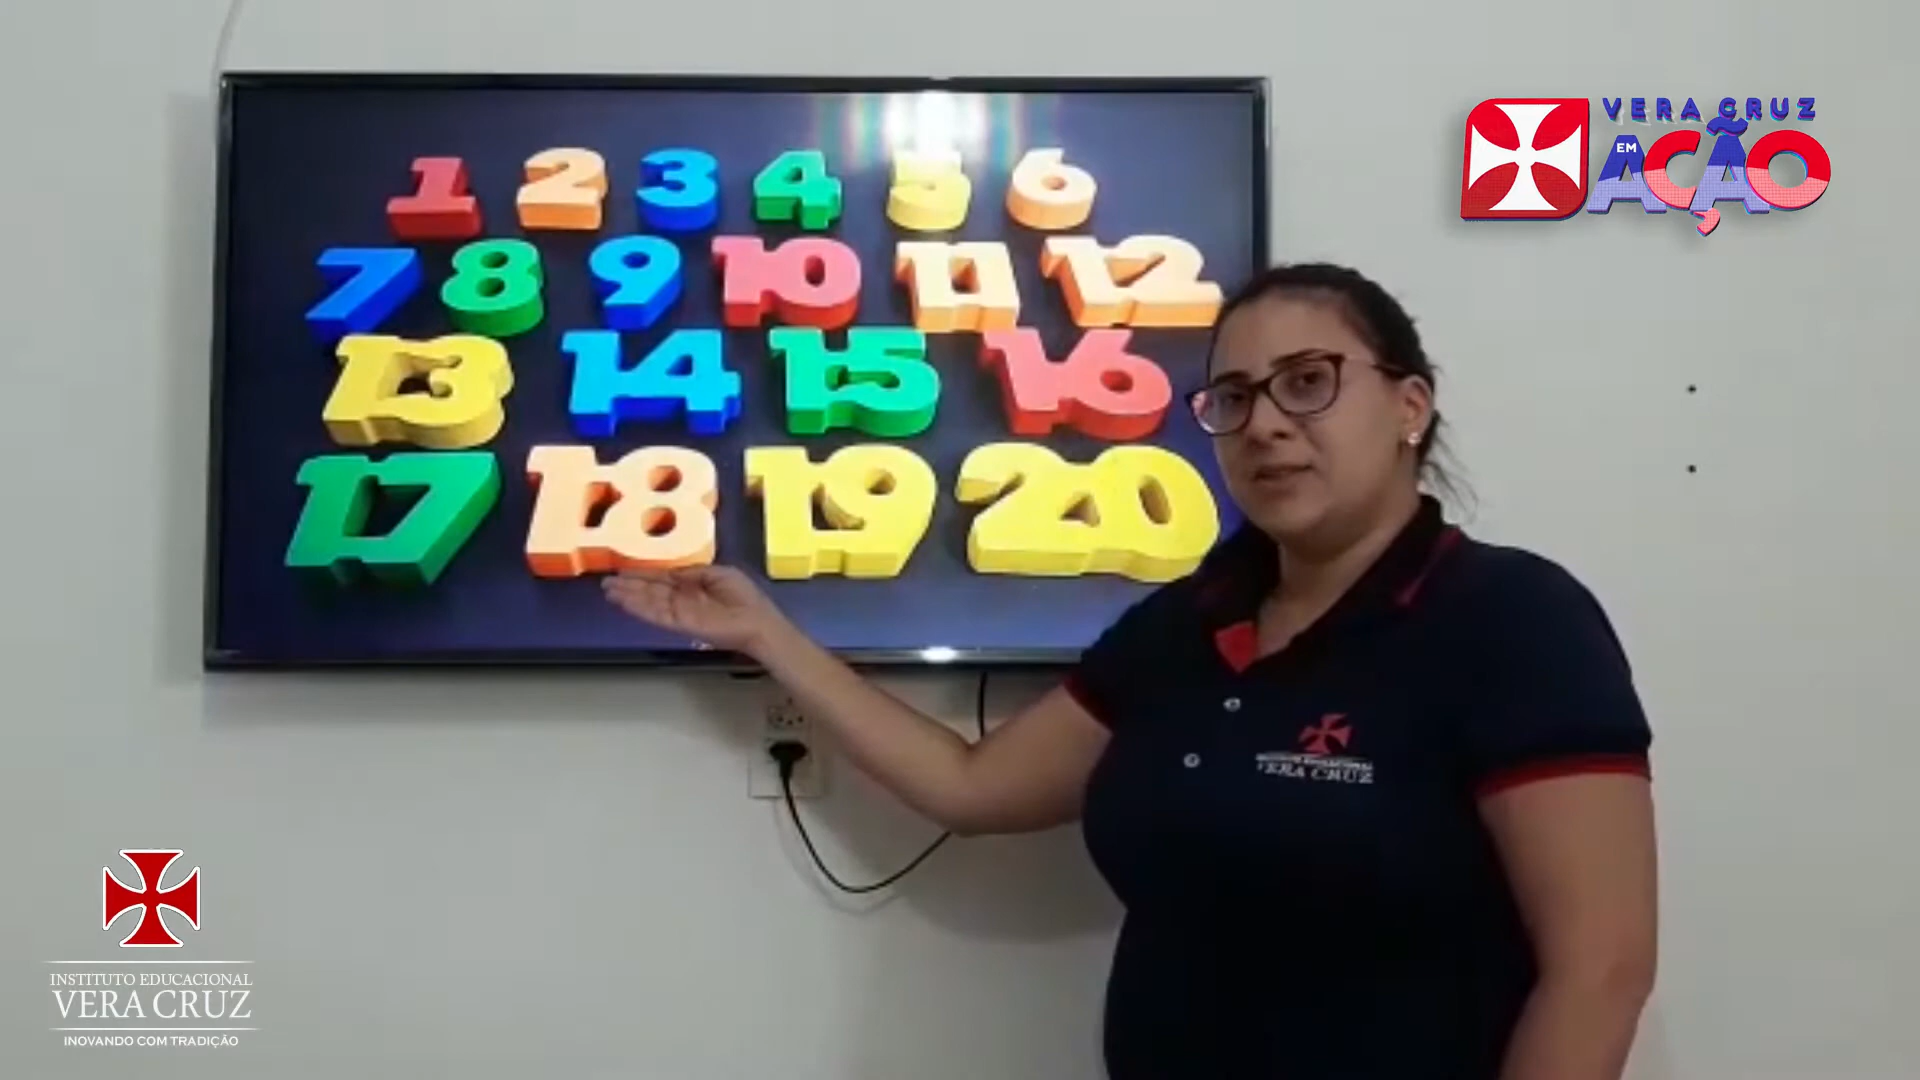 VERA CRUZ
EM
AÇÃO
1 2 3 4 5 6
7 8 9 10 11 12
13 14 15 16
17 18 19 20
VERA CRUZ
INSTITUTO EDUCACIONAL
VERA CRUZ
INOVANDO COM TRADIÇÃO